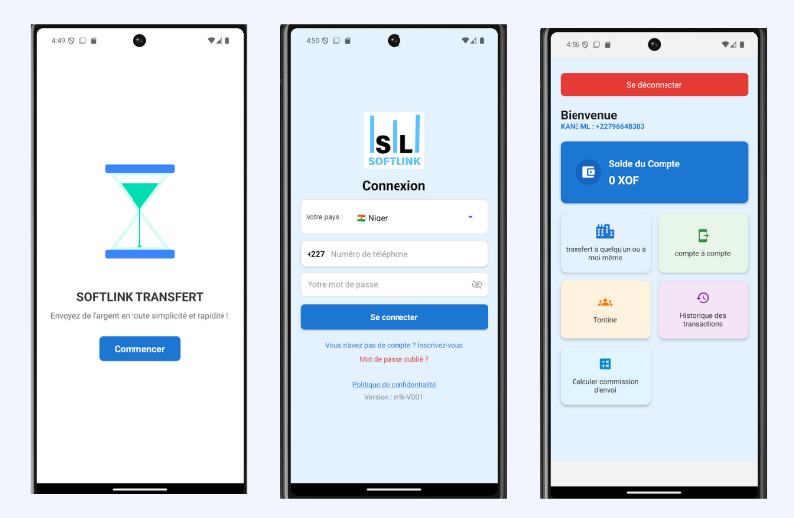 4:49
SOFTLINK TRANSFERT
Envoyez de l'argent en toute simplicité et rapidité !
Commencer
4:50
SL
SOFTLINK
Connexion
Votre pays :
Niger
+227 Numéro de téléphone
Votre mot de passe
Se connecter
Vous n'avez pas de compte ? Inscrivez-vous
Mot de passe oublié ?
Politique de confidentialité
Version : mlk-V001
4:56
Se déconnecter
Bienvenue
KANE ML : +22796648383
Solde du Compte
0 XOF
transfert à quelqu'un ou à
moi même
compte à compte
Tontine
Historique des
transactions
Calculer commission
d'envoi